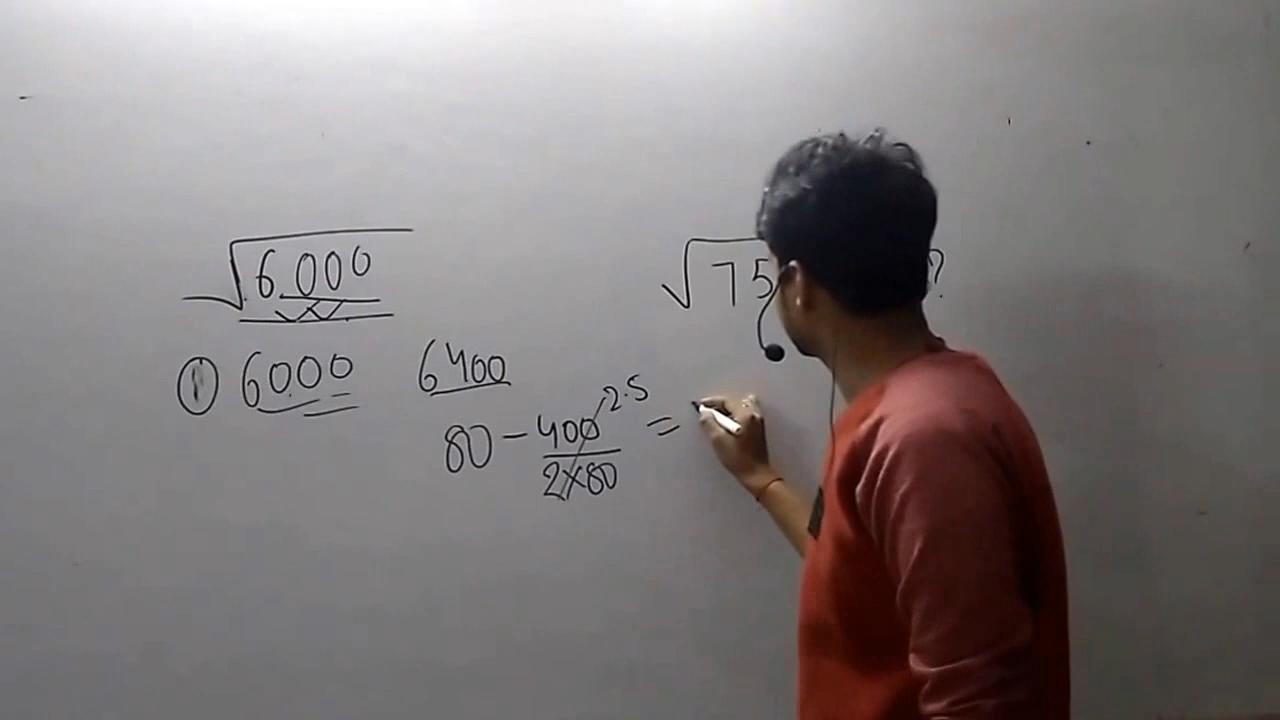 √6000
√75 ?
① 6000 6400
80 - 400/2×80 2.5 =